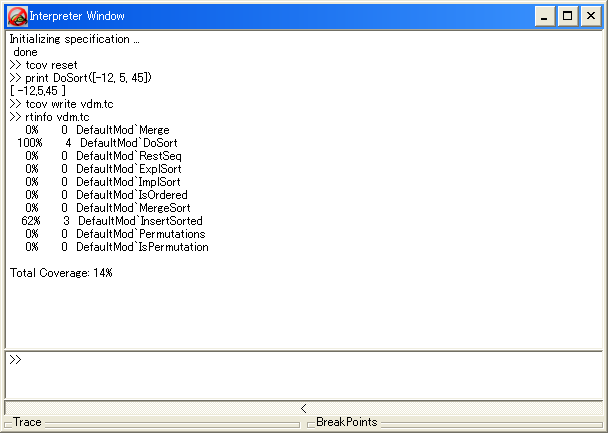 Interpreter Window
Initializing specification ...
done
>> tcov reset
>> print DoSort([-12, 5, 45])
[ -12,5,45 ]
>> tcov write vdm.tc
>> rtinfo vdm.tc
0% 0 DefaultMod`Merge
100% 4 DefaultMod`DoSort
0% 0 DefaultMod`RestSeq
0% 0 DefaultMod`ExplSort
0% 0 DefaultMod`ImplSort
0% 0 DefaultMod`IsOrdered
0% 0 DefaultMod`MergeSort
62% 3 DefaultMod`InsertSorted
0% 0 DefaultMod`Permutations
0% 0 DefaultMod`IsPermutation
Total Coverage: 14%
>>
<
Trace BreakPoints